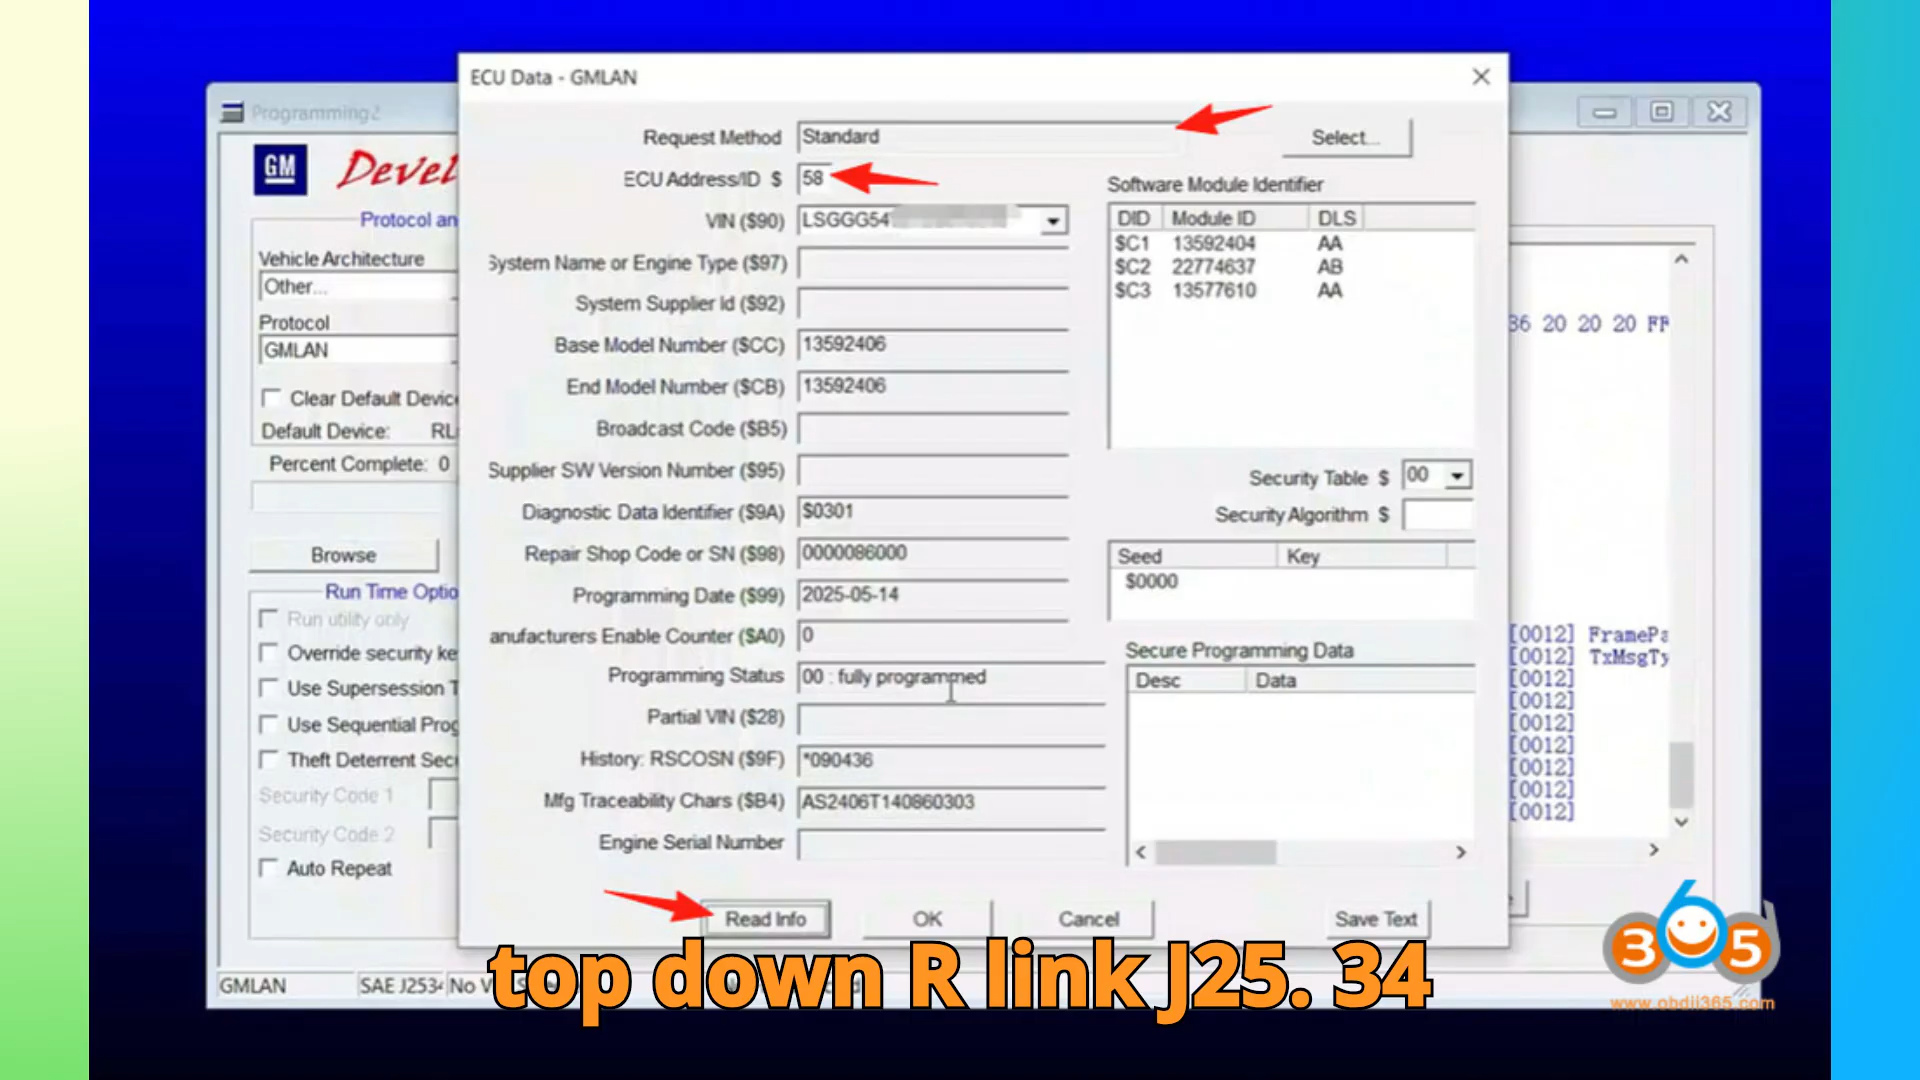 ECU Data - GMLAN
Programming
GM
Devel
Protocol an
Vehicle Architecture
Other...
Protocol
GMLAN
Clear Default Devic
Default Device: RL
Percent Complete: 0
Browse
Run Time Optio
Run utility only
Override security ke
Use Supersession T
Use Sequential Prog
Theft Deterrent Sec
Security Code 1
Security Code 2
Auto Repeat
GMLAN
SAE J2534
No V
Request Method Standard
Select...
ECU Address/ID $ 58
VIN ($90) LSGGG54
System Name or Engine Type ($97)
System Supplier Id ($92)
Base Model Number ($CC) 13592406
End Model Number ($CB) 13592406
Broadcast Code ($B5)
Supplier SW Version Number ($95)
Diagnostic Data Identifier ($9A) $0301
Repair Shop Code or SN ($98) 0000086000
Programming Date ($99) 2025-05-14
anufacturers Enable Counter ($A0) 0
Programming Status 00 : fully programmed
Partial VIN ($28)
History: RSCOSN ($9F) *090436
Mfg Traceability Chars ($B4) AS2406T140860303
Engine Serial Number
Software Module Identifier
DID Module ID DLS
$C1 13592404 AA
$C2 22774637 AB
$C3 13577610 AA
Security Table $ 00
Security Algorithm $
Seed Key
$0000
Secure Programming Data
Desc Data
Read Info OK Cancel Save Text
36 20 20 20 FF
[0012] FramePa
[0012] TxMsgTy
[0012]
[0012]
[0012]
[0012]
[0012]
[0012]
[0012]
top down R link J25. 34
365
www.obdii365.com